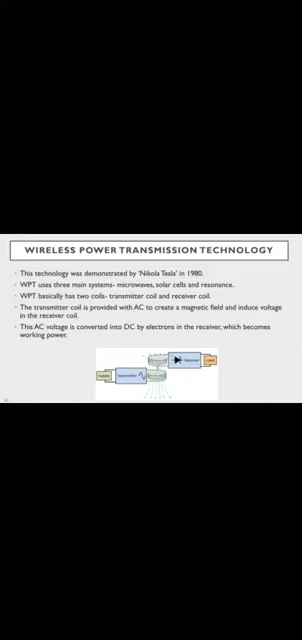 WIRELESS POWER TRANSMISSION TECHNOLOGY
• This technology was demonstrated by 'Nikola Tesla' in 1980.
• WPT uses three main systems- microwaves, solar cells and resonance.
• WPT basically has two coils- transmitter coil and receiver coil.
• The transmitter coil is provided with AC to create a magnetic field and induce voltage
in the receiver coil.
• This AC voltage is converted into DC by electrons in the receiver, which becomes
working power.
Receiver
Load
Supply
Transmitter